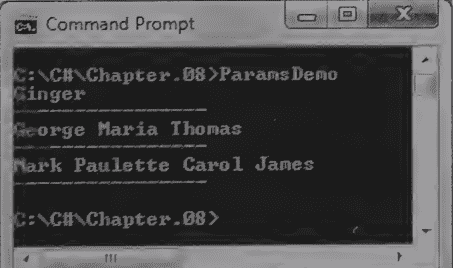 Command Prompt
C:\C#\Chapter.08>ParamsDemo
Ginger
--------------------
George Maria Thomas
--------------------
Mark Paulette Carol James
--------------------
C:\C#\Chapter.08>